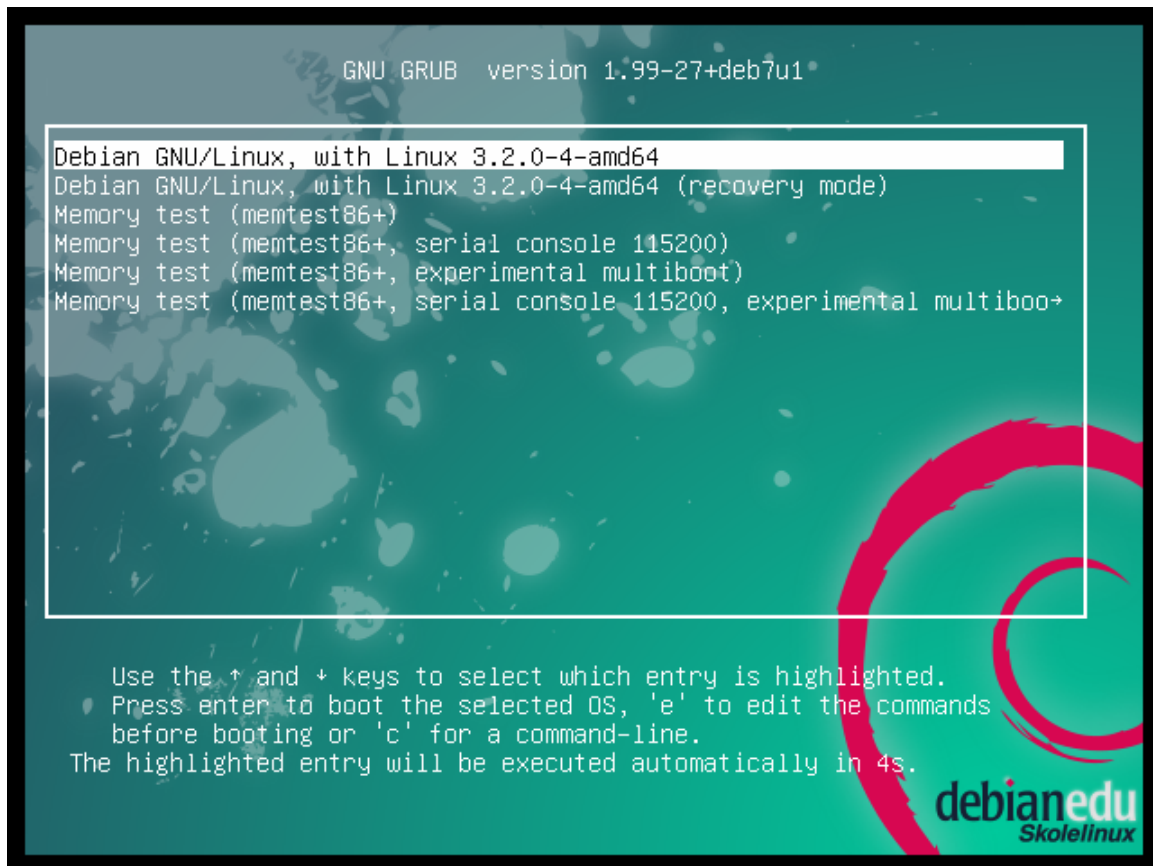 GNU GRUB  version 1.99-27+deb7u1
Debian GNU/Linux, with Linux 3.2.0-4-amd64
Debian GNU/Linux, with Linux 3.2.0-4-amd64 (recovery mode)
Memory test (memtest86+)
Memory test (memtest86+, serial console 115200)
Memory test (memtest86+, experimental multiboot)
Memory test (memtest86+, serial console 115200, experimental multiboo→
Use the ↑ and ↓ keys to select which entry is highlighted.
Press enter to boot the selected OS, 'e' to edit the commands
before booting or 'c' for a command-line.
The highlighted entry will be executed automatically in 4s.
debianedu
Skolelinux